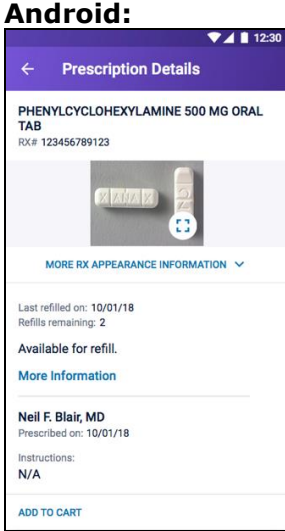 Android:
12:30
Prescription Details
PHENYLCYCLOHEXYLAMINE 500 MG ORAL
TAB
RX# 123456789123
XANAX
MORE RX APPEARANCE INFORMATION
Last refilled on: 10/01/18
Refills remaining: 2
Available for refill.
More Information
Neil F. Blair, MD
Prescribed on: 10/01/18
Instructions:
N/A
ADD TO CART